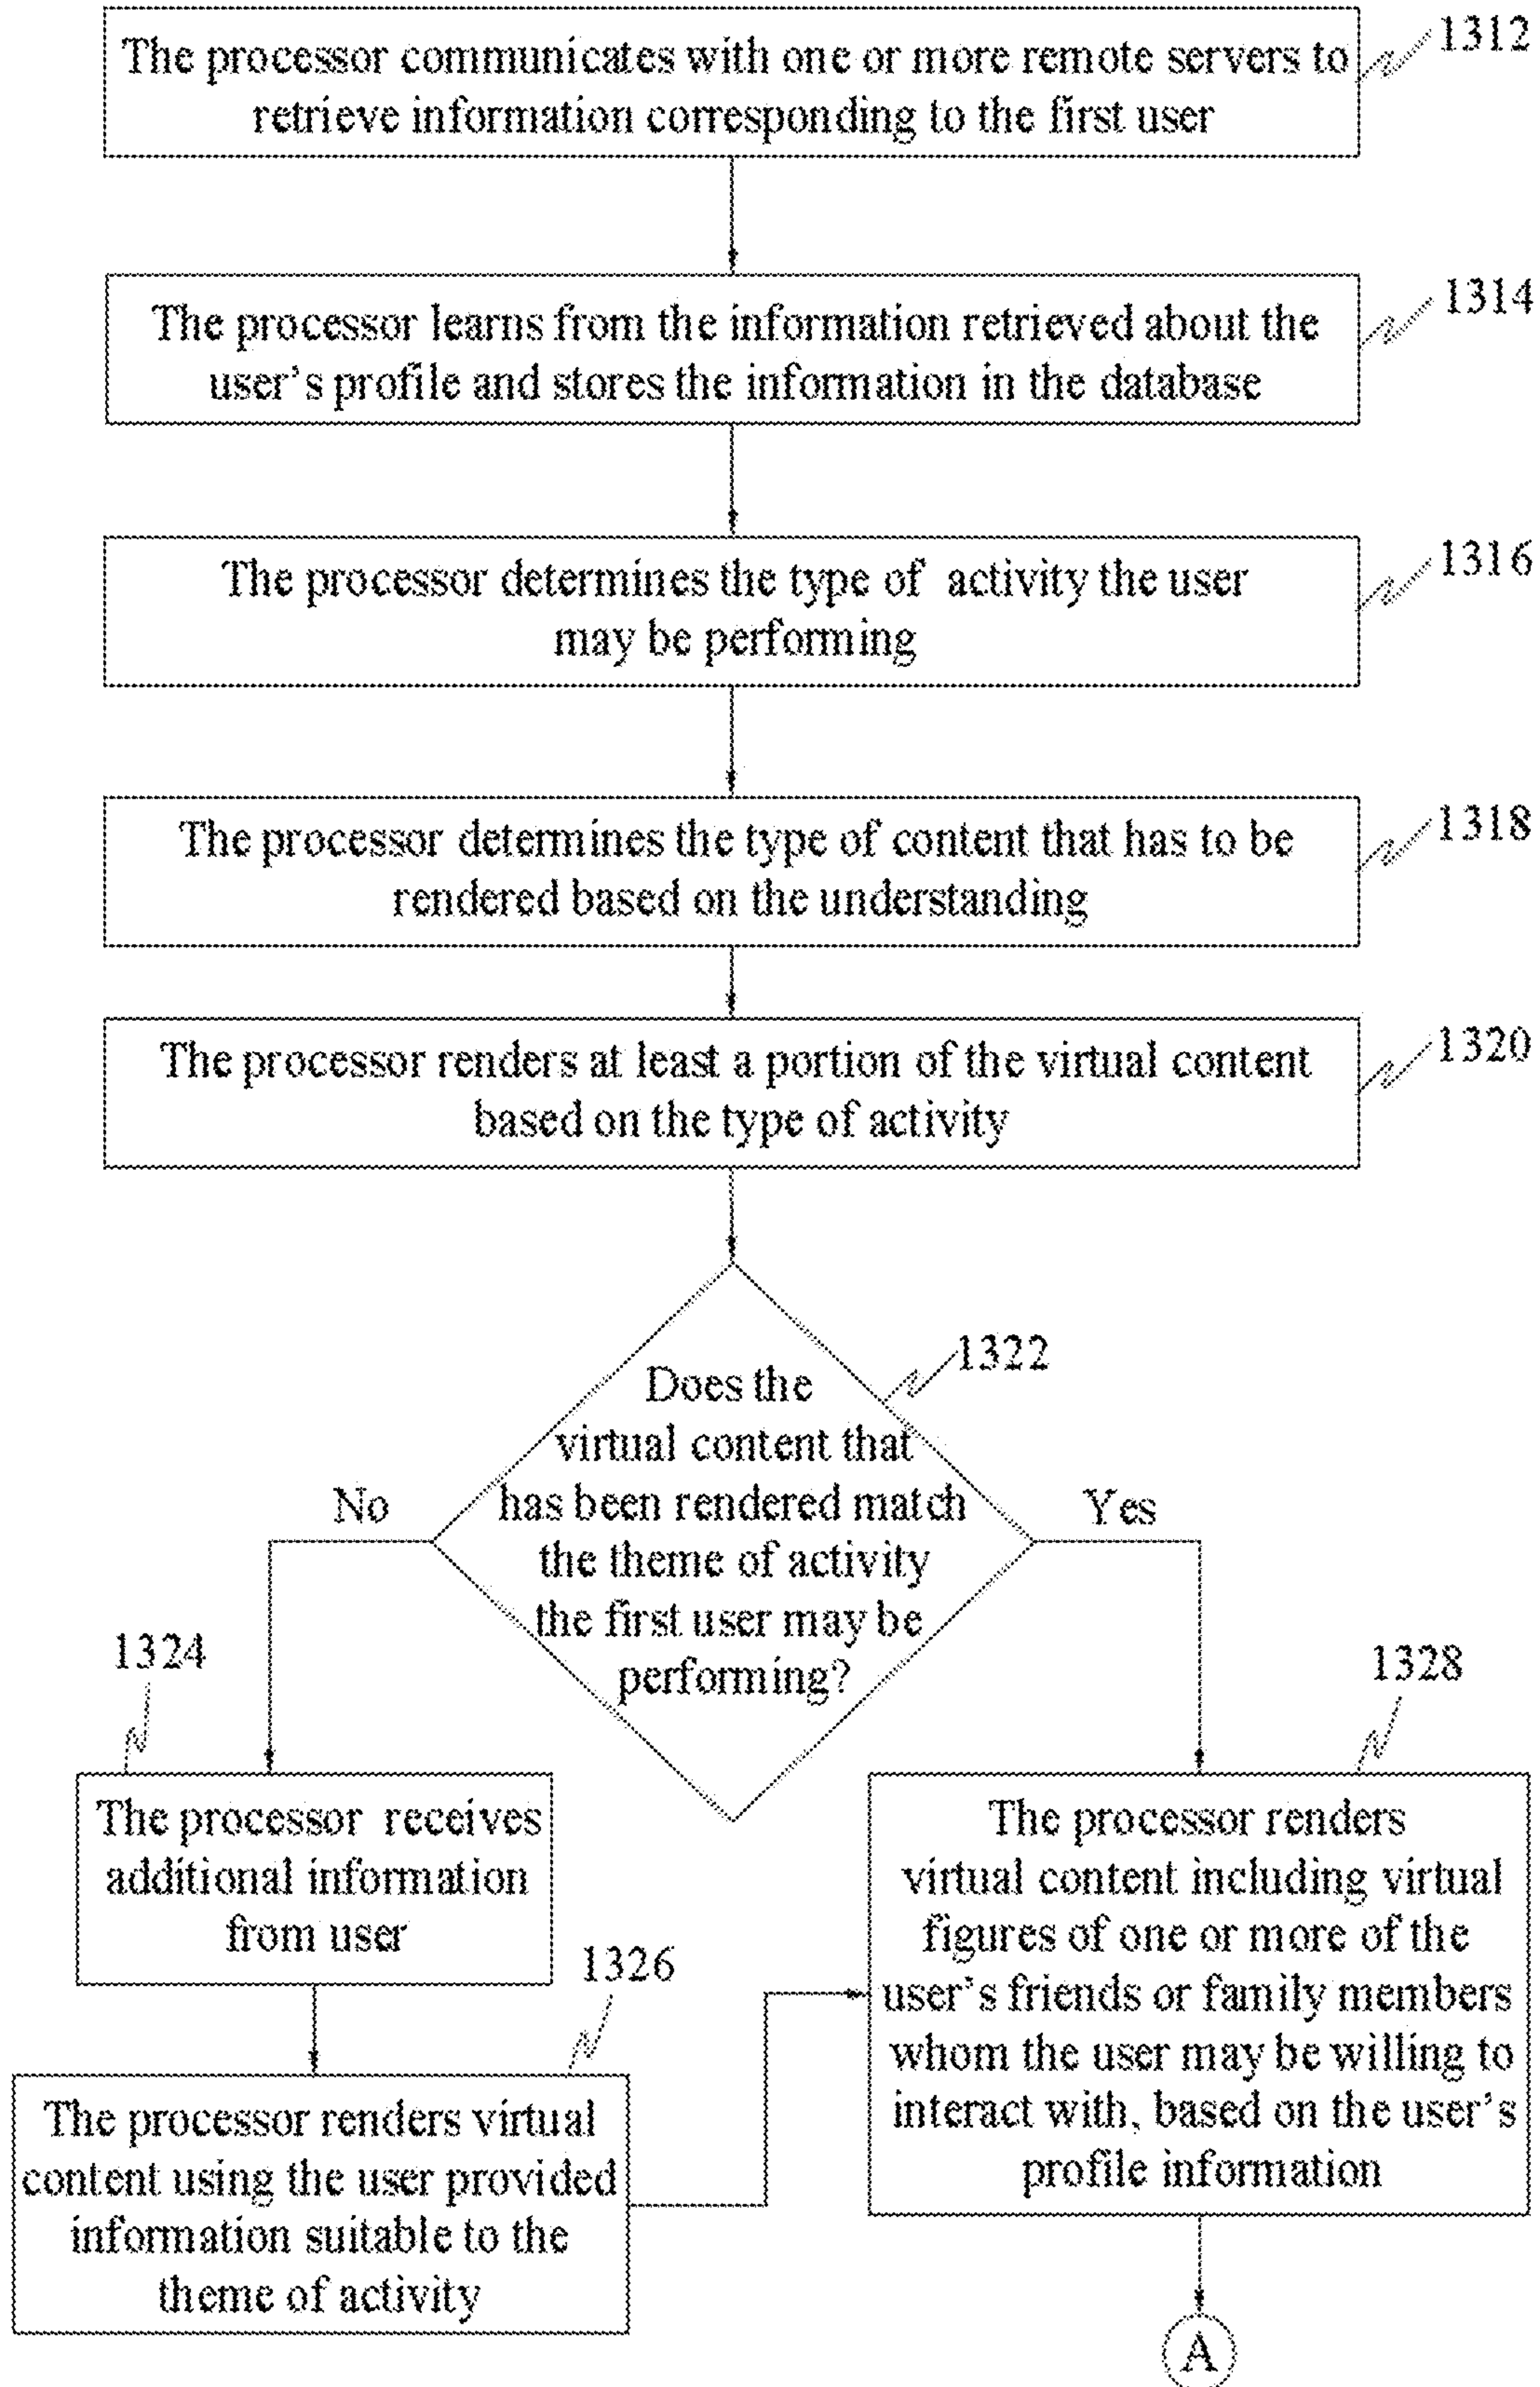 The processor communicates with one or more remote servers to
retrieve information corresponding to the first user
1312
The processor learns from the information retrieved about the
user's profile and stores the information in the database
1314
The processor determines the type of activity the user
may be performing
1316
The processor determines the type of content that has to be
rendered based on the understanding
1318
The processor renders at least a portion of the virtual content
based on the type of activity
1320
1322
Does the
virtual content that
has been rendered match
the theme of activity
the first user may be
performing?
No
Yes
1324
The processor receives
additional information
from user
1326
The processor renders virtual
content using the user provided
information suitable to the
theme of activity
1328
The processor renders
virtual content including virtual
figures of one or more of the
user's friends or family members
whom the user may be willing to
interact with, based on the user's
profile information
A